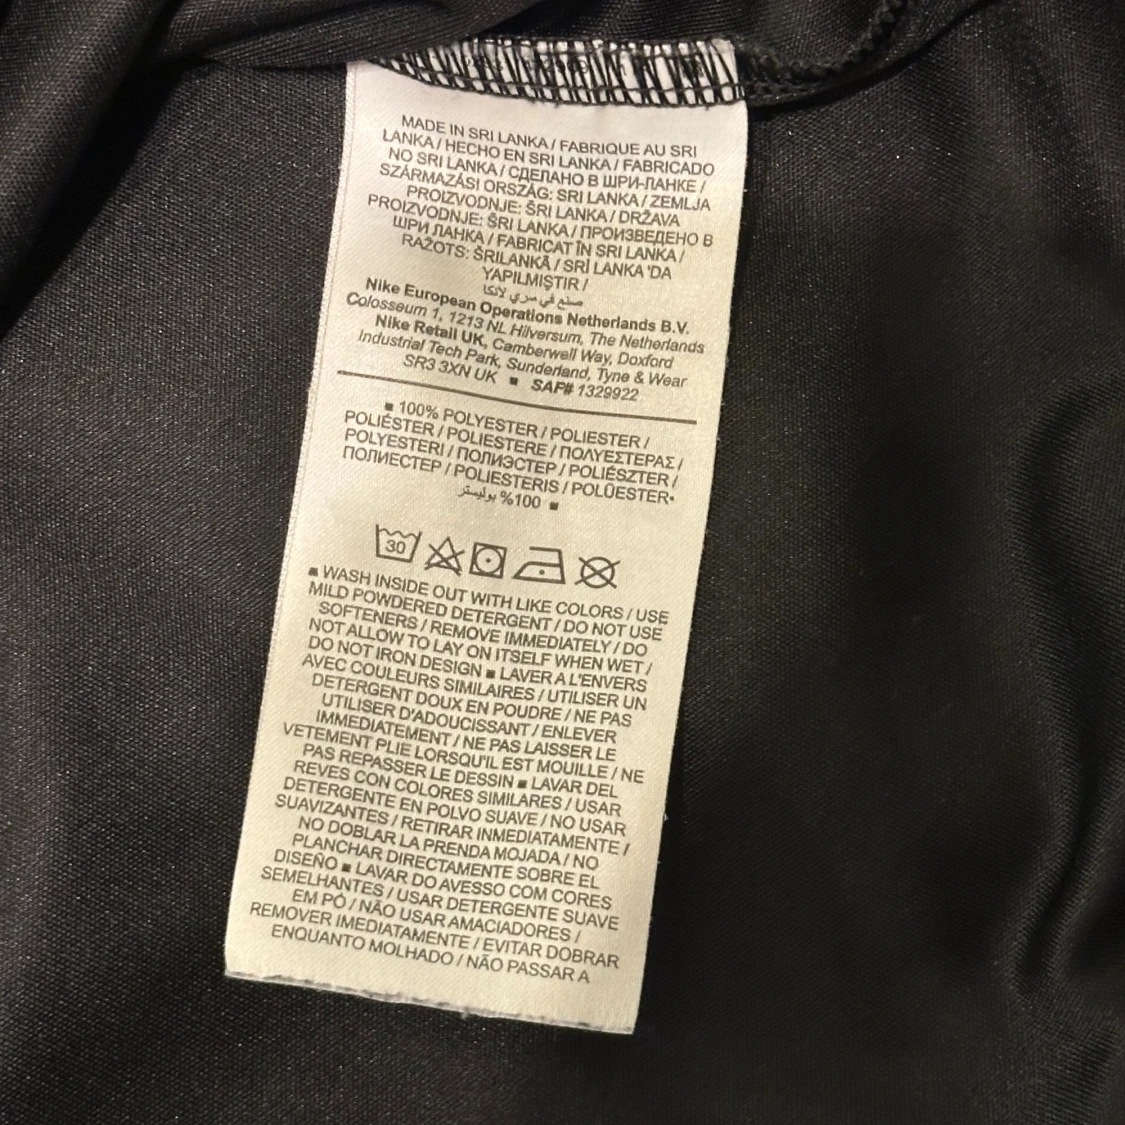 MADE IN SRI LANKA / FABRIQUE AU SRI
LANKA / HECHO EN SRI LANKA / FABRICADO
NO SRI LANKA / СДЕЛАНО В ШРИ-ЛАНКЕ /
SZÁRMAZÁSI ORSZÁG: SRI LANKA / ZEMLJA
PROIZVODNJE: ŠRI LANKA / DRŽAVA
PROIZVODNJE: ŠRI LANKA / ПРОИЗВЕДЕНО В
ШРИ ЛАНКА / FABRICAT ÎN SRI LANKA /
RAŽOTS: ŠRILANKĀ / SRİ LANKA 'DA
YAPILMIŞTIR /
صنع في سري لانكا
Nike European Operations Netherlands B.V.
Colosseum 1, 1213 NL Hilversum, The Netherlands
Nike Retail UK, Camberwell Way, Doxford
Industrial Tech Park, Sunderland, Tyne & Wear
SR3 3XN UK ■ SAP# 1329922
■ 100% POLYESTER / POLIESTER /
POLIÉSTER / POLIESTERE / ΠΟΛΥΕΣΤΕΡΑΣ /
POLYESTERI / ПОЛИЭСТЕР / POLIÉSZTER /
ПОЛИЕСТЕР / POLIESTERIS / POLÜESTER•
100% بوليستر ■
30
■ WASH INSIDE OUT WITH LIKE COLORS / USE
MILD POWDERED DETERGENT / DO NOT USE
SOFTENERS / REMOVE IMMEDIATELY / DO
NOT ALLOW TO LAY ON ITSELF WHEN WET /
DO NOT IRON DESIGN ■ LAVER A L'ENVERS
AVEC COULEURS SIMILAIRES / UTILISER UN
DETERGENT DOUX EN POUDRE / NE PAS
UTILISER D'ADOUCISSANT / ENLEVER
IMMEDIATEMENT / NE PAS LAISSER LE
VETEMENT PLIE LORSQU'IL EST MOUILLE / NE
PAS REPASSER LE DESSIN ■ LAVAR DEL
REVES CON COLORES SIMILARES / USAR
DETERGENTE EN POLVO SUAVE / NO USAR
SUAVIZANTES / RETIRAR INMEDIATAMENTE /
NO DOBLAR LA PRENDA MOJADA / NO
PLANCHAR DIRECTAMENTE SOBRE EL
DISEÑO ■ LAVAR DO AVESSO COM CORES
SEMELHANTES / USAR DETERGENTE SUAVE
EM PÓ / NÃO USAR AMACIADORES /
REMOVER IMEDIATAMENTE / EVITAR DOBRAR
ENQUANTO MOLHADO / NÃO PASSAR A